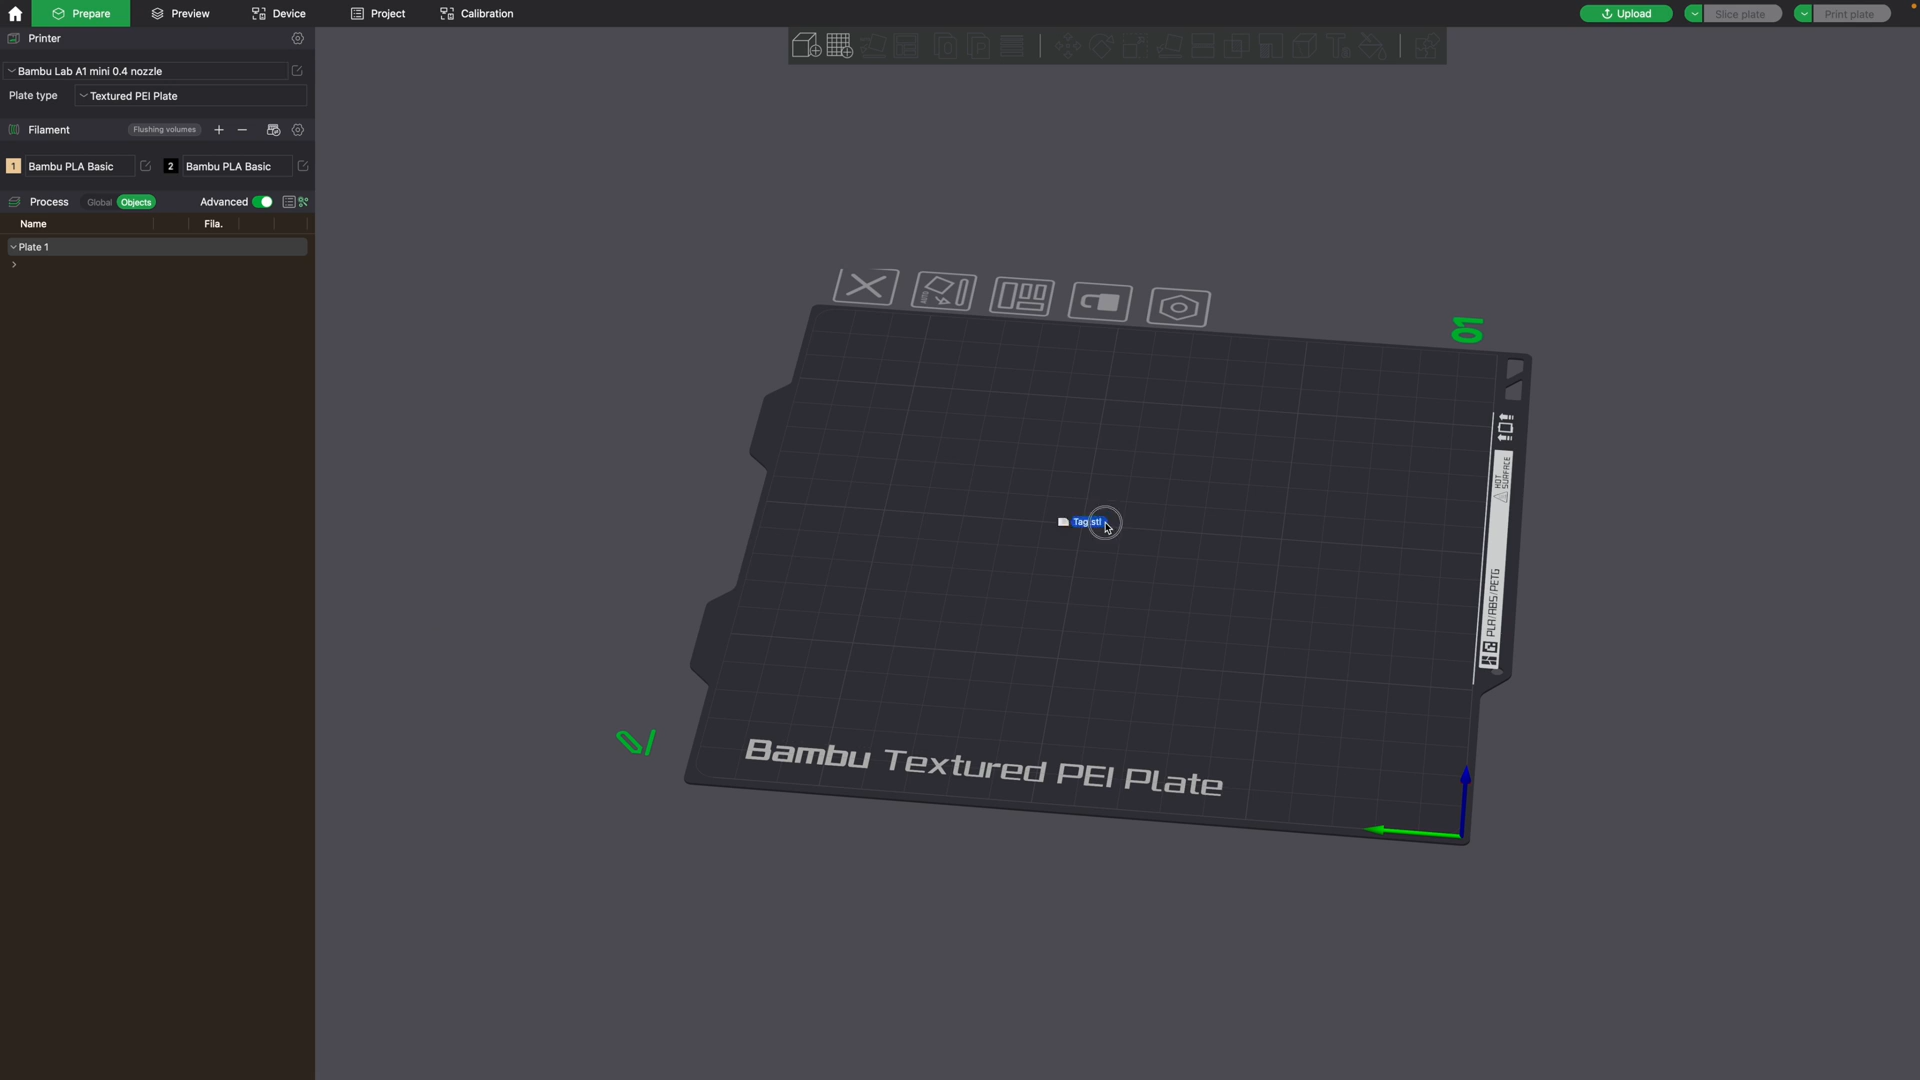 Prepare Preview Device Project Calibration Upload Slice plate Print plate
Printer
Bambu Lab A1 mini 0.4 nozzle
Plate type Textured PEI Plate
Filament Flushing volumes
1 Bambu PLA Basic 2 Bambu PLA Basic
Process Global Objects Advanced
Name Fila.
Plate 1
AUTO
01
HOT SURFACE
Tag.stl
PLA/ABS/PETG
Bambu Textured PEI Plate